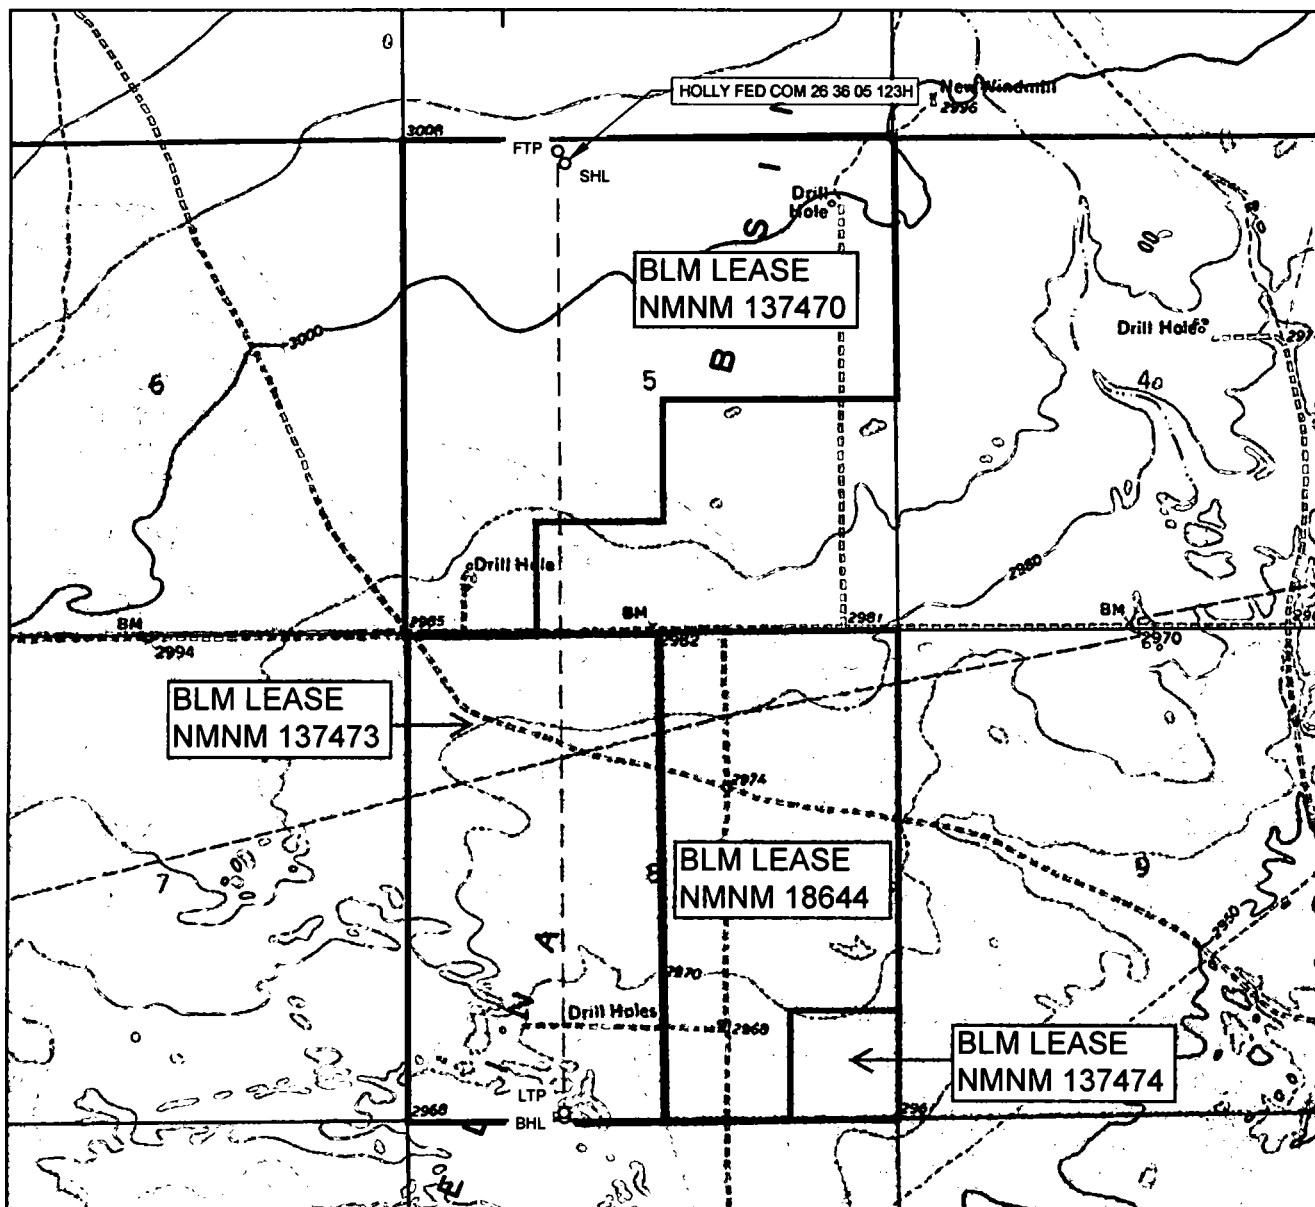 HOLLY FED COM 26 36 05 123H
New Windmill
2996
3008
FTP
SHL
Drill
Hole
S
I
BLM LEASE
NMNM 137470
3000
Drill Hole
6
5
B
4
Drill Hole
2980
BM
2985
BM
2981
BM
2994
2982
2970
BLM LEASE
NMNM 137473
2974
BLM LEASE
NMNM 18644
7
8
9
A
2950
2970
N
Drill Holes
2968
BLM LEASE
NMNM 137474
LTP
2968
BHL